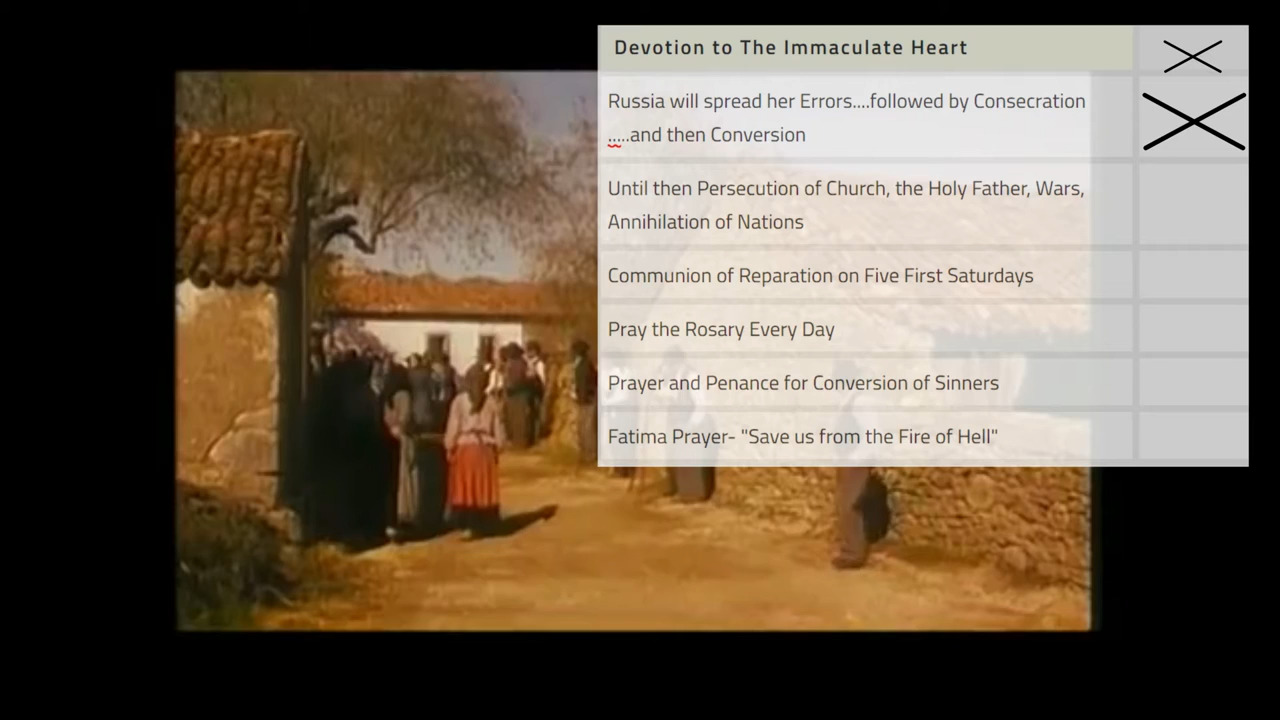 Devotion to The Immaculate Heart
Russia will spread her Errors....followed by Consecration
.....and then Conversion
Until then Persecution of Church, the Holy Father, Wars,
Annihilation of Nations
Communion of Reparation on Five First Saturdays
Pray the Rosary Every Day
Prayer and Penance for Conversion of Sinners
Fatima Prayer- "Save us from the Fire of Hell"